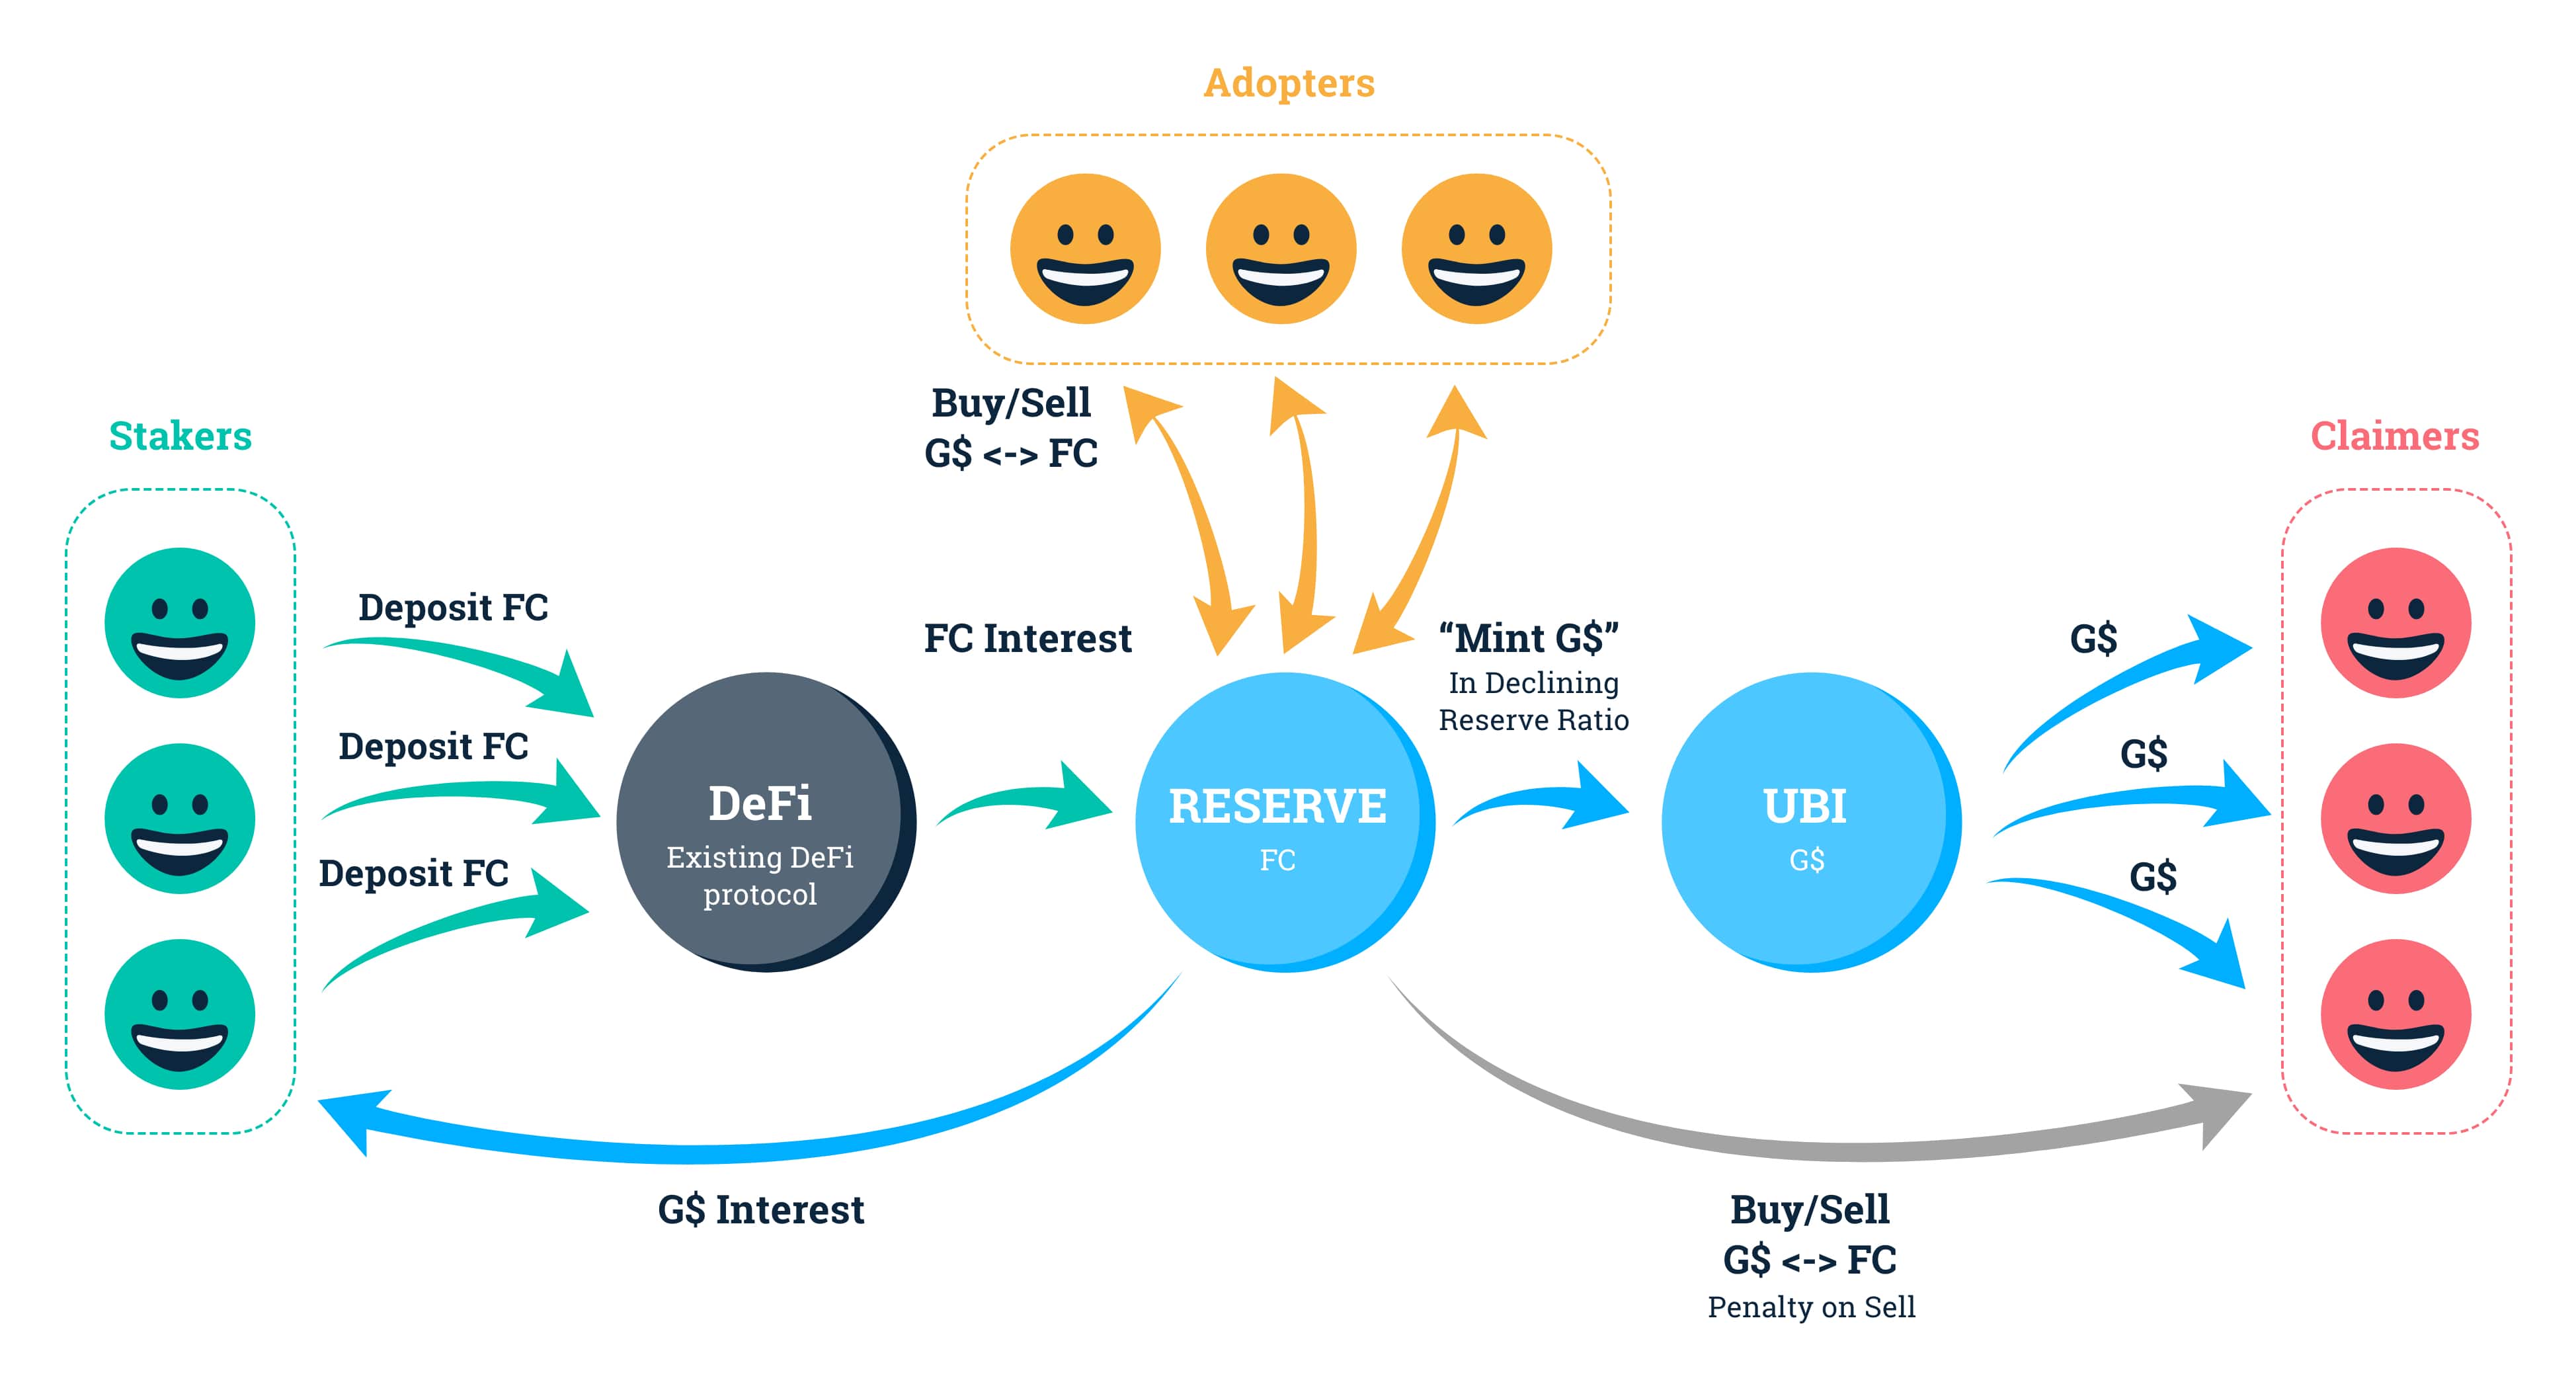 Adopters
Buy/Sell
G$ <-> FC
Stakers
Claimers
Deposit FC
Deposit FC
Deposit FC
FC Interest
“Mint G$”
In Declining
Reserve Ratio
DeFi
Existing DeFi
protocol
RESERVE
FC
UBI
G$
G$
G$
G$
G$ Interest
Buy/Sell
G$ <-> FC
Penalty on Sell